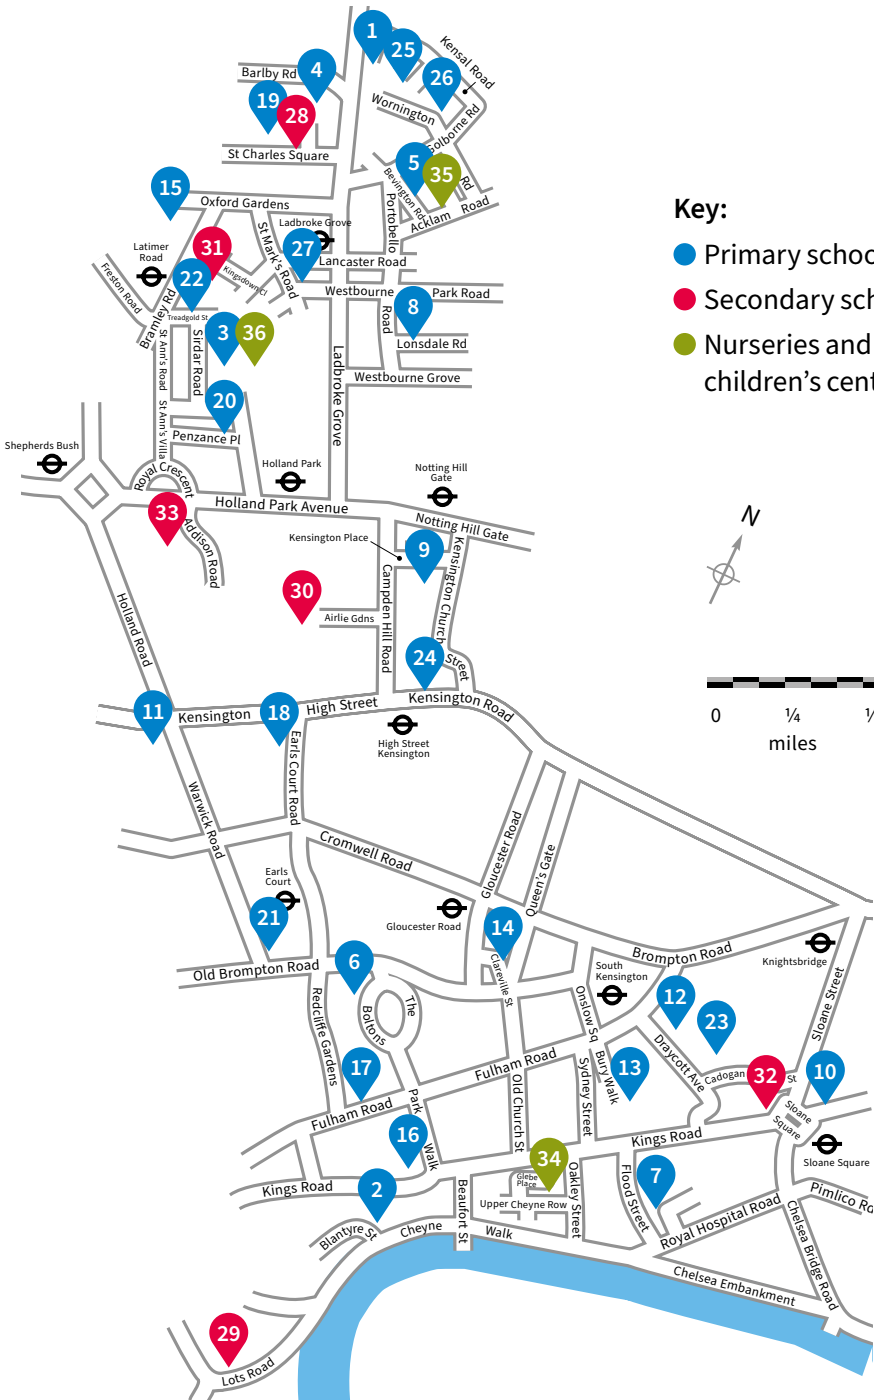 1
25
Kensal Road
4
Barlby Rd
26
19
28
Wornington
Golborne Rd
St Charles Square
5
35
Bevington Rd
Rd
15
Oxford Gardens
Portobello
Acklam Road
Ladbroke Grove
St Mark's Road
31
27
Latimer
Road
Lancaster Road
22
Kingsdown Cl
Freston Road
Westbourne
Park Road
Bramley Rd
Treadgold St
8
Road
3
36
Lonsdale Rd
St Ann's Road
Sirdar Road
Ladbroke Grove
Westbourne Grove
20
St Ann's Villa
Penzance Pl
Shepherds Bush
Royal Crescent
Holland Park
Notting Hill
Gate
Holland Park Avenue
33
Addison Road
Notting Hill Gate
Kensington Place
9
Kensington Church
Street
30
Campden Hill Road
Airlie Gdns
Holland Road
24
11
Kensington
18
High Street
Kensington Road
High Street
Kensington
Earls Court Road
Warwick Road
Cromwell Road
Gloucester Road
Queen's Gate
Earls
Court
21
Gloucester Road
14
Brompton Road
Knightsbridge
Old Brompton Road
6
Clareville St
South
Kensington
Sloane Street
The
Boltons
Redcliffe Gardens
Onslow Sq
12
23
Draycott Ave
17
Fulham Road
Bury Walk
13
Cadogan
32
St
10
Fulham Road
Park
Walk
Old Church St
Sydney Street
Sloane
Square
16
Kings Road
Sloane Square
34
Glebe
Place
Oakley Street
Flood Street
7
Kings Road
2
Beaufort St
Upper Cheyne Row
Royal Hospital Road
Pimlico Rd
Blantyre St
Cheyne
Walk
Chelsea Bridge Road
Chelsea Embankment
29
Lots Road
Key:
Primary schoo
Secondary sch
Nurseries and
children's cent
N
0
¼
miles